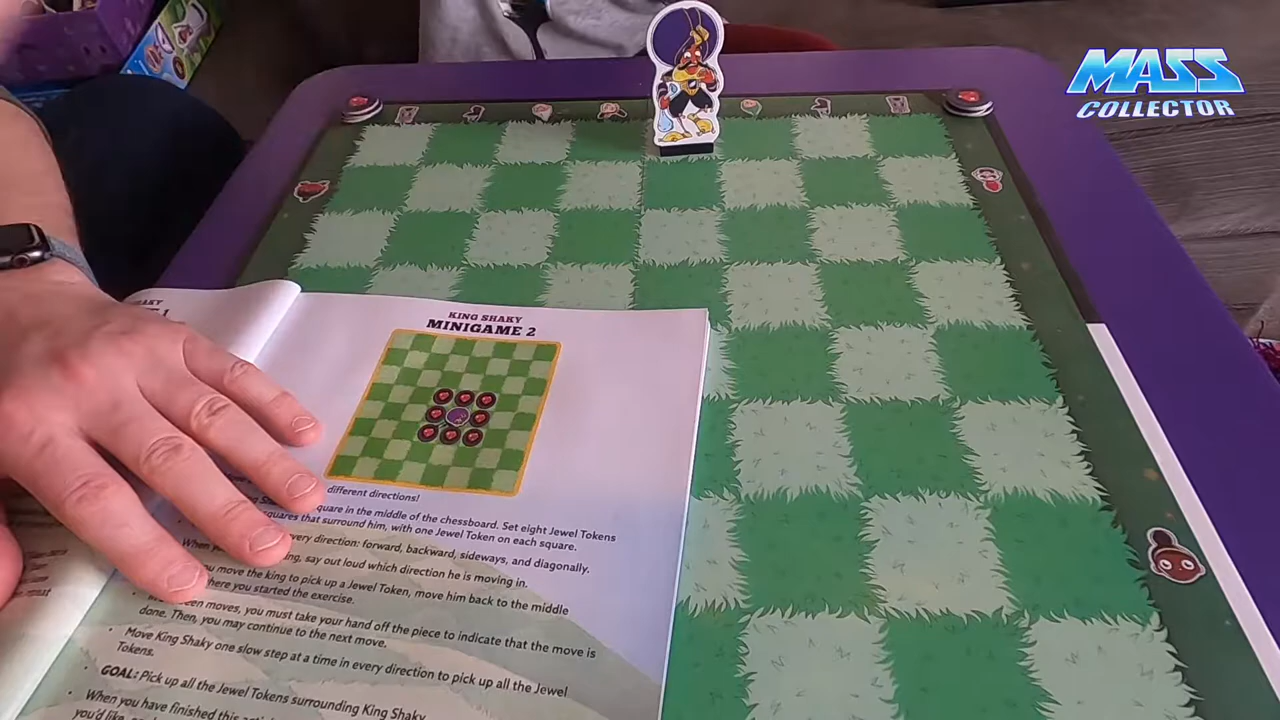 MASS
COLLECTOR
KING SHAKY
MINIGAME 2
different directions!
square in the middle of the chessboard. Set eight Jewel Tokens
squares that surround him, with one Jewel Token on each square.
every direction: forward, backward, sideways, and diagonally.
say out loud which direction he is moving in.
you move the king to pick up a Jewel Token, move him back to the middle
where you started the exercise.
moves, you must take your hand off the piece to indicate that the move is
done. Then, you may continue to the next move.
• Move King Shaky one slow step at a time in every direction to pick up all the Jewel
Tokens.
• GOAL: Pick up all the Jewel Tokens surrounding King Shaky
• When you have finished this